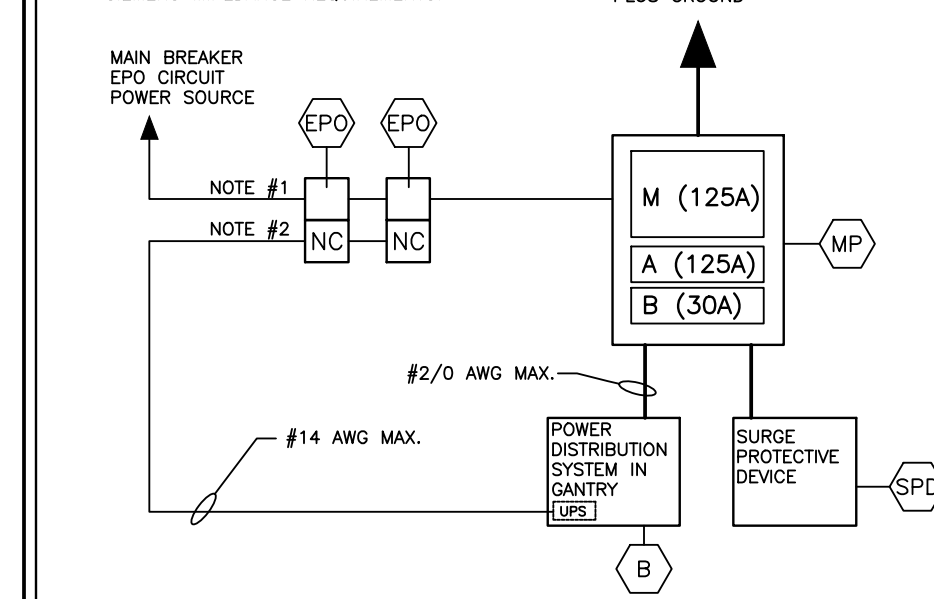 PLUS GROUND
MAIN BREAKER
EPO CIRCUIT
POWER SOURCE
EPO
EPO
NOTE #1
NOTE #2
NC
NC
M (125A)
A (125A)
B (30A)
MP
#2/0 AWG MAX.
#14 AWG MAX.
POWER
DISTRIBUTION
SYSTEM IN
GANTRY
UPS
SURGE
PROTECTIVE
DEVICE
SPD
B